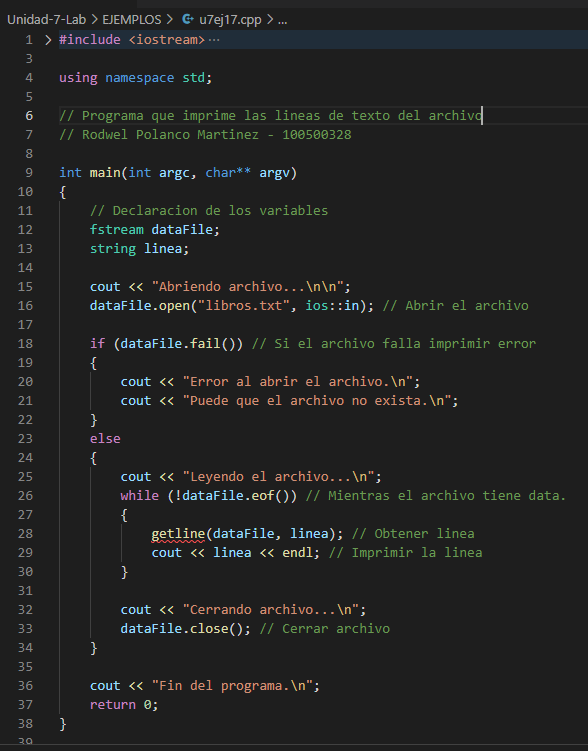 Unidad-7-Lab > EJEMPLOS > u7ej17.cpp > ...
1 > #include <iostream> ···
3
4 using namespace std;
5
6 // Programa que imprime las lineas de texto del archivo
7 // Rodwel Polanco Martinez - 100500328
8
9 int main(int argc, char** argv)
10 {
11     // Declaracion de los variables
12     fstream dataFile;
13     string linea;
14
15     cout << "Abriendo archivo...\n\n";
16     dataFile.open("libros.txt", ios::in); // Abrir el archivo
17
18     if (dataFile.fail()) // Si el archivo falla imprimir error
19     {
20         cout << "Error al abrir el archivo.\n";
21         cout << "Puede que el archivo no exista.\n";
22     }
23     else
24     {
25         cout << "Leyendo el archivo...\n";
26         while (!dataFile.eof()) // Mientras el archivo tiene data.
27         {
28             getline(dataFile, linea); // Obtener linea
29             cout << linea << endl; // Imprimir la linea
30         }
31
32         cout << "Cerrando archivo...\n";
33         dataFile.close(); // Cerrar archivo
34     }
35
36     cout << "Fin del programa.\n";
37     return 0;
38 }
39